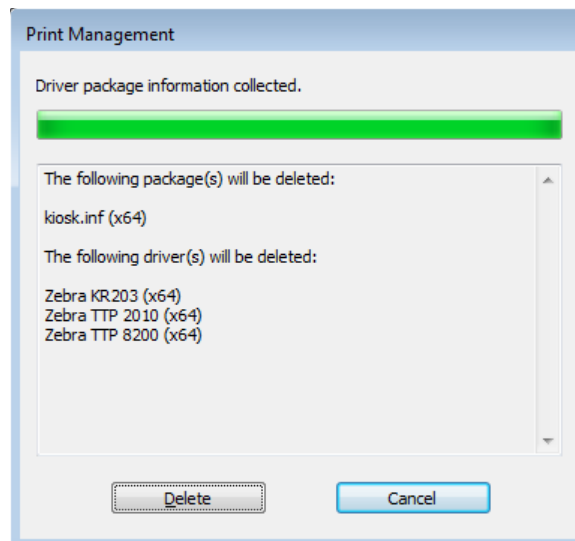 Print Management
Driver package information collected.
The following package(s) will be deleted:
kiosk.inf (x64)
The following driver(s) will be deleted:
Zebra KR203 (x64)
Zebra TTP 2010 (x64)
Zebra TTP 8200 (x64)
Delete
Cancel